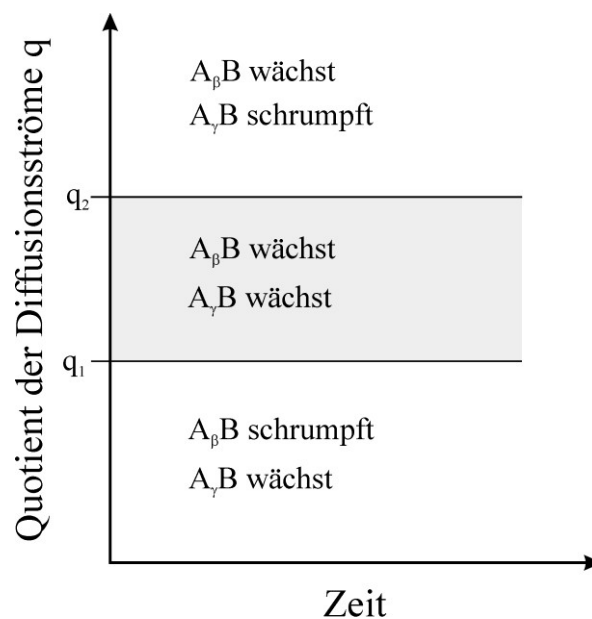 Quotient der Diffusionsströme q
AᵦB wächst
AᵧB schrumpft
q₂
AᵦB wächst
AᵧB wächst
q₁
AᵦB schrumpft
AᵧB wächst
Zeit